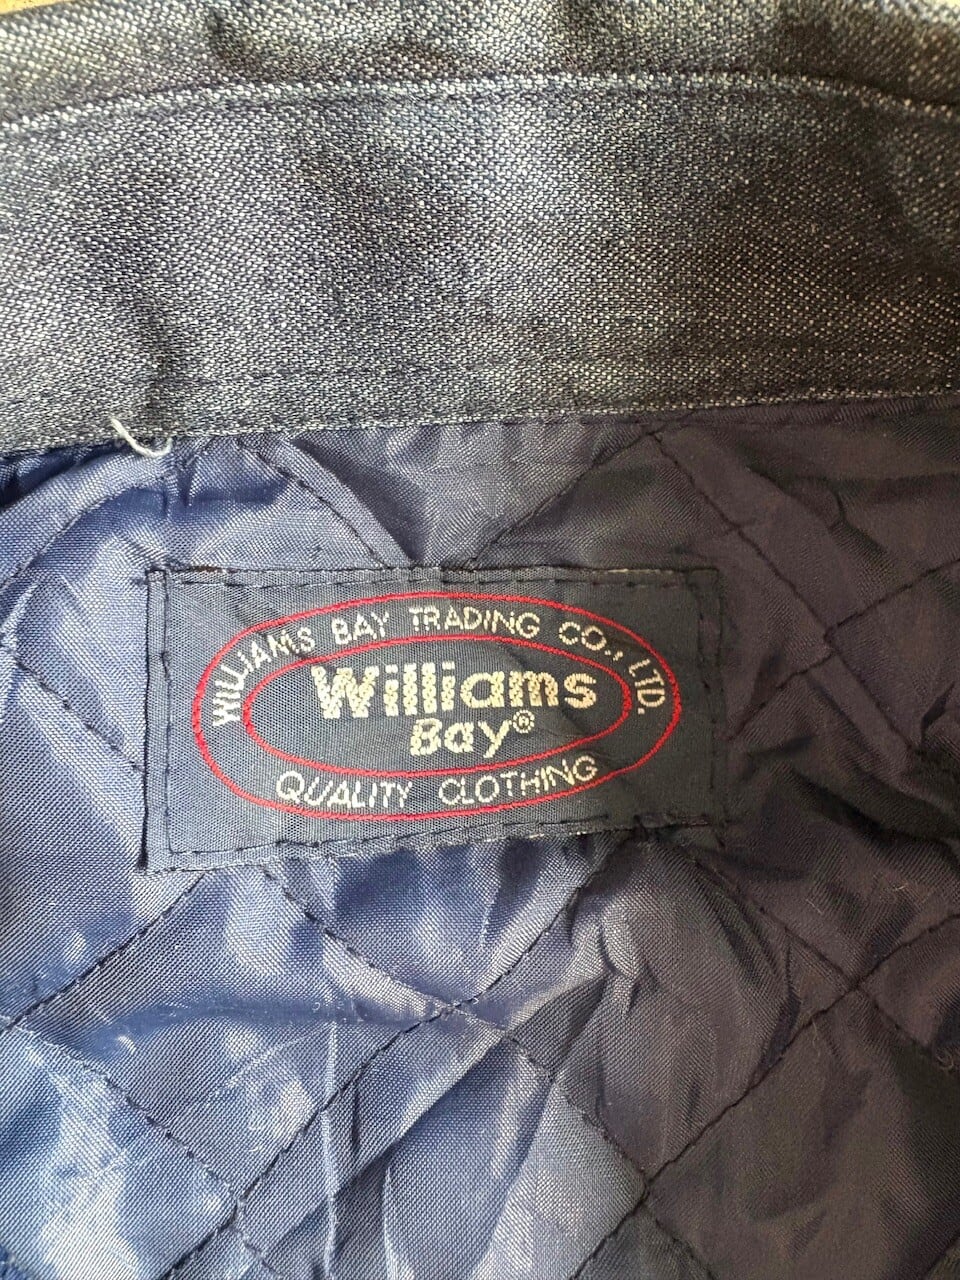 WILLIAMS BAY TRADING CO., LTD.
Williams
Bay®
QUALITY CLOTHING